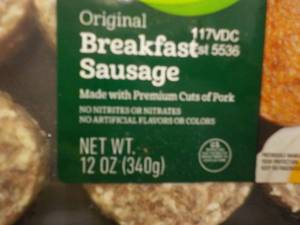 Original
117VDC
Breakfast st 5536
Sausage
Made with Premium Cuts of Pork
NO NITRITES OR NITRATES
NO ARTIFICIAL FLAVORS OR COLORS
NET WT.
12 OZ (340g)